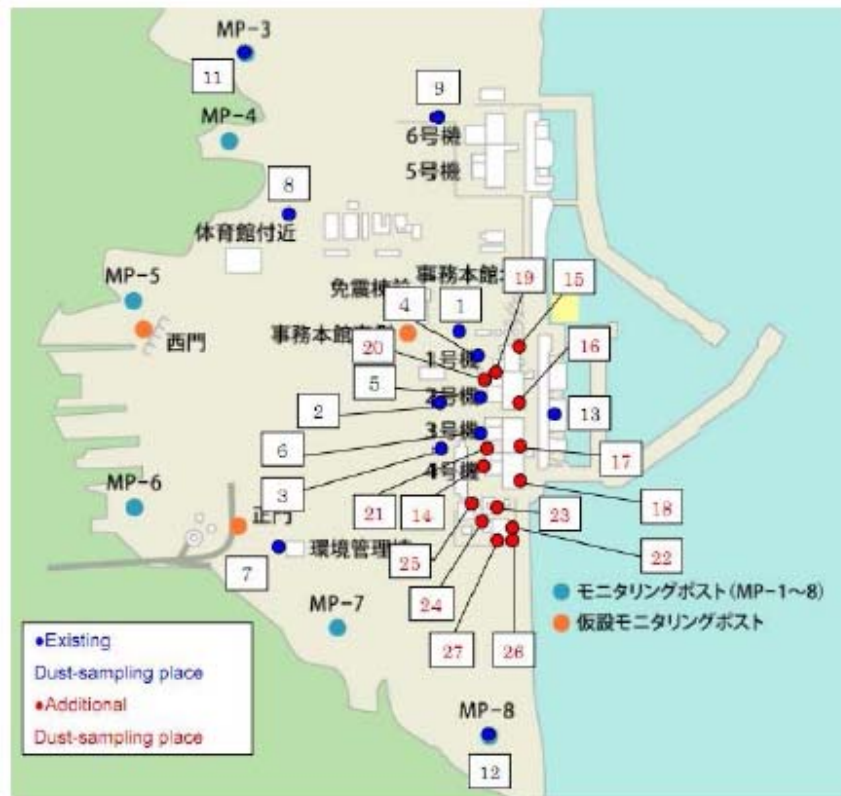 MP-3
11
9
MP-4
6号機
5号機
8
体育館付近
MP-5
西門
免震棟前
事務本館
19
15
4
1
事務本館
20
1号機
16
5
2
2号機
13
6
3号機
17
3
4号機
21
14
18
MP-6
正門
23
22
7
環境管理棟
25
24
27
26
MP-7
●モニタリングポスト(MP-1~8)
●仮設モニタリングポスト
●Existing
Dust-sampling place
●Additional
Dust-sampling place
MP-8
12